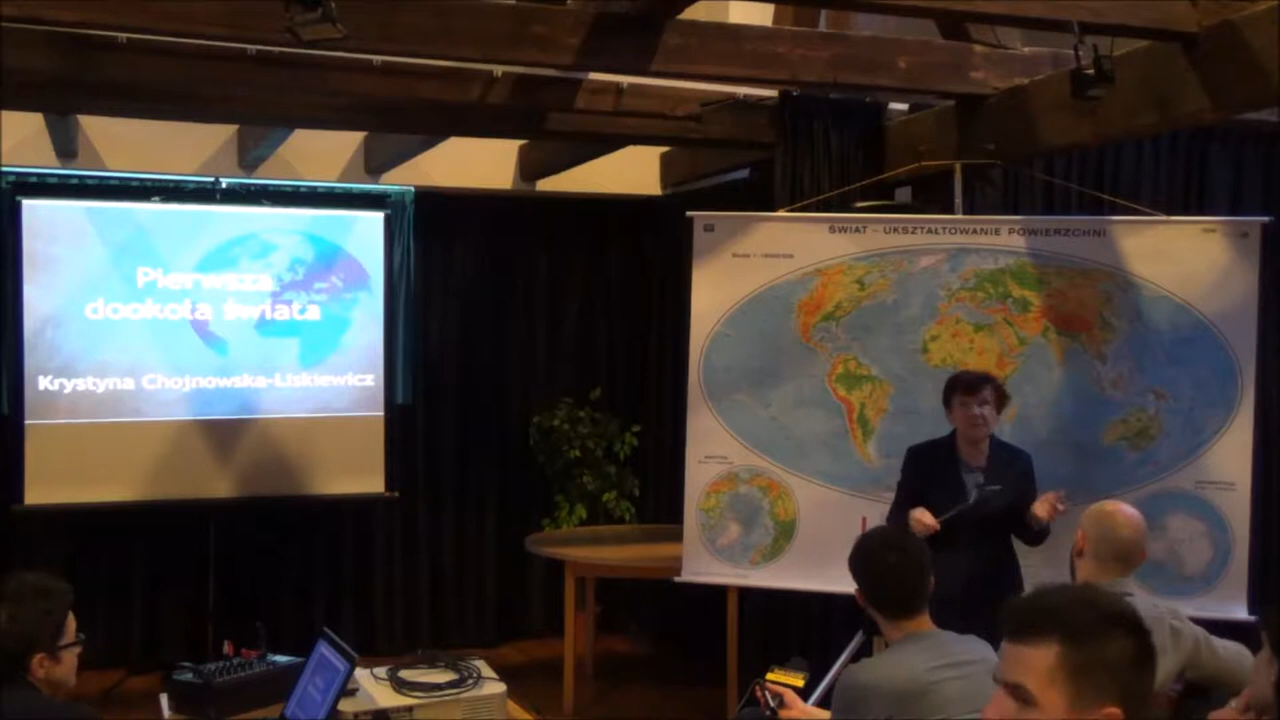 Pierwsza
dookoła świata
Krystyna Chojnowska-Liskiewicz
ŚWIAT – UKSZTAŁTOWANIE POWIERZCHNI